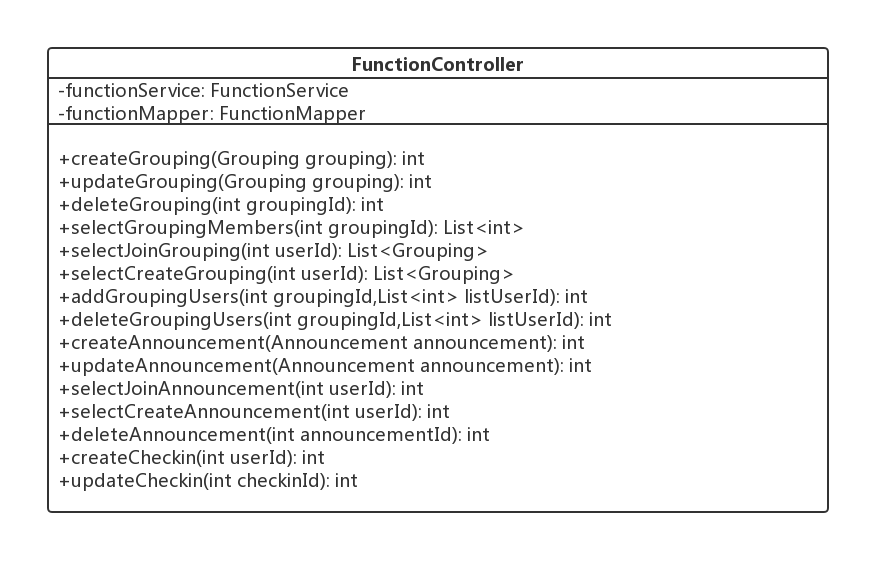 FunctionController
-functionService: FunctionService
-functionMapper: FunctionMapper
+createGrouping(Grouping grouping): int
+updateGrouping(Grouping grouping): int
+deleteGrouping(int groupingId): int
+selectGroupingMembers(int groupingId): List<int>
+selectJoinGrouping(int userId): List<Grouping>
+selectCreateGrouping(int userId): List<Grouping>
+addGroupingUsers(int groupingId,List<int> listUserId): int
+deleteGroupingUsers(int groupingId,List<int> listUserId): int
+createAnnouncement(Announcement announcement): int
+updateAnnouncement(Announcement announcement): int
+selectJoinAnnouncement(int userId): int
+selectCreateAnnouncement(int userId): int
+deleteAnnouncement(int announcementId): int
+createCheckin(int userId): int
+updateCheckin(int checkinId): int